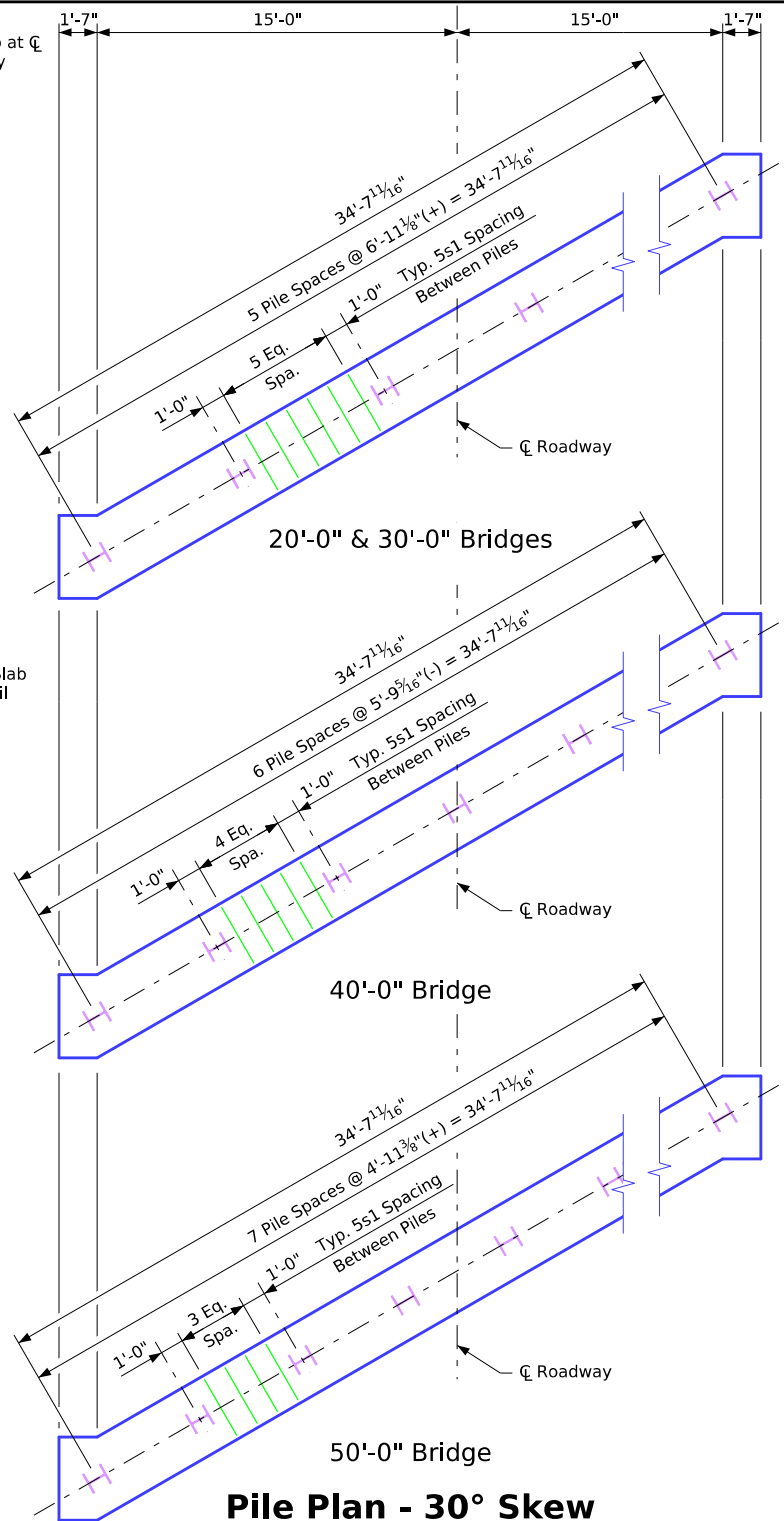 1'-7" 15'-0" 15'-0" 1'-7"
at ℄
34'-7 11/16"
5 Pile Spaces @ 6'-11 1/8"(+) = 34'-7 11/16"
1'-0" Typ. 5s1 Spacing
Between Piles
5 Eq.
Spa.
1'-0"
℄ Roadway
20'-0" & 30'-0" Bridges
34'-7 11/16"
6 Pile Spaces @ 5'-9 5/16"(-) = 34'-7 11/16"
1'-0" Typ. 5s1 Spacing
Between Piles
4 Eq.
Spa.
1'-0"
℄ Roadway
40'-0" Bridge
34'-7 11/16"
7 Pile Spaces @ 4'-11 3/8"(+) = 34'-7 11/16"
1'-0" Typ. 5s1 Spacing
Between Piles
3 Eq.
Spa.
1'-0"
℄ Roadway
50'-0" Bridge
Pile Plan - 30° Skew